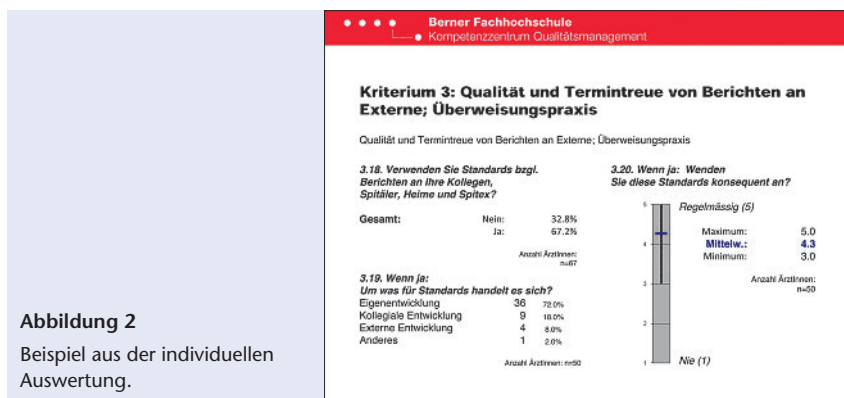 Berner Fachhochschule
Kompetenzzentrum Qualitätsmanagement
Kriterium 3: Qualität und Termintreue von Berichten an
Externe; Überweisungspraxis
Qualität und Termintreue von Berichten an Externe; Überweisungspraxis
3.18. Verwenden Sie Standards bzgl.
Berichten an Ihre Kollegen,
Spitäler, Heime und Spitex?
Gesamt: Nein: 32.8%
Ja: 67.2%
Anzahl ÄrztInnen:
n=67
3.19. Wenn ja:
Um was für Standards handelt es sich?
Eigenentwicklung 36 72.0%
Kollegiale Entwicklung 9 18.0%
Externe Entwicklung 4 8.0%
Anderes 1 2.0%
Anzahl ÄrztInnen: n=50
3.20. Wenn ja: Wenden
Sie diese Standards konsequent an?
5 Regelmässig (5)
Maximum: 5.0
4 Mittelw.: 4.3
Minimum: 3.0
3
Anzahl ÄrztInnen:
n=50
2
1 Nie (1)
Abbildung 2
Beispiel aus der individuellen
Auswertung.